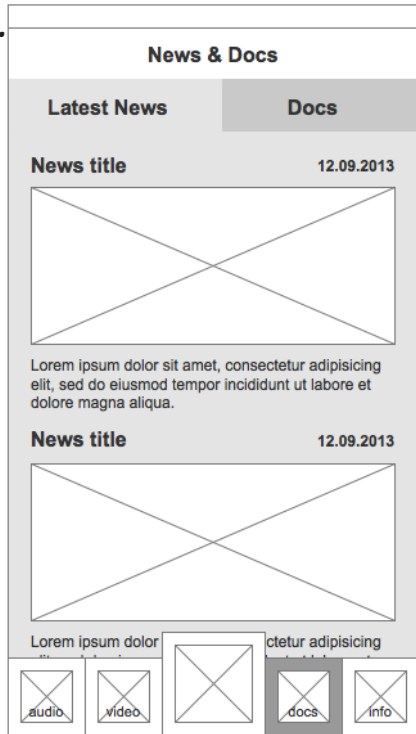 News & Docs
Latest News Docs
News title 12.09.2013
Lorem ipsum dolor sit amet, consectetur adipisicing
elit, sed do eiusmod tempor incididunt ut labore et
dolore magna aliqua.
News title 12.09.2013
Lorem ipsum dolor ctetur adipisicing
audio video docs info